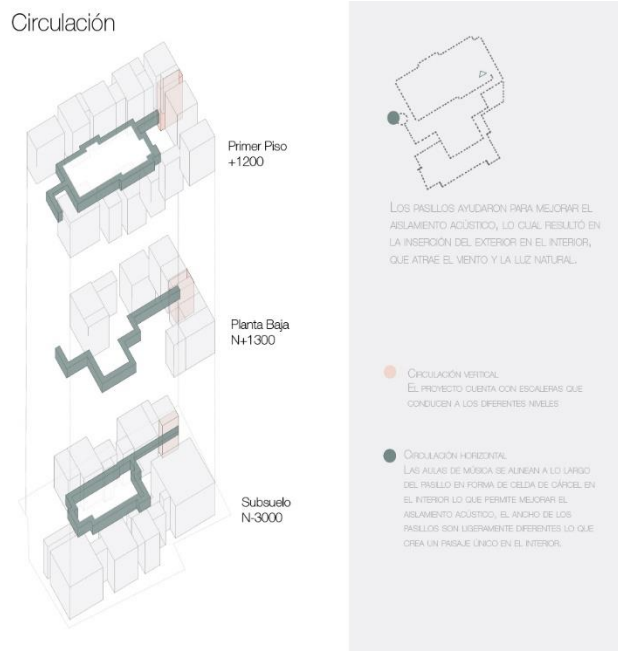 Circulación
Primer Piso
+1200
Planta Baja
N+1300
Subsuelo
N-3000
LOS PASILLOS AYUDARON PARA MEJORAR EL
AISLAMIENTO ACÚSTICO, LO CUAL RESULTÓ EN
LA INSERCIÓN DEL EXTERIOR EN EL INTERIOR,
QUE ATRAE EL VIENTO Y LA LUZ NATURAL.
CIRCULACIÓN VERTICAL
EL PROYECTO CUENTA CON ESCALERAS QUE
CONDUCEN A LOS DIFERENTES NIVELES
CIRCULACIÓN HORIZONTAL
LAS AULAS DE MÚSICA SE ALINEAN A LO LARGO
DEL PASILLO EN FORMA DE CELDA DE CÁRCEL EN
EL INTERIOR LO QUE PERMITE MEJORAR EL
AISLAMIENTO ACÚSTICO, EL ANCHO DE LOS
PASILLOS SON LIGERAMENTE DIFERENTES LO QUE
CREA UN PAISAJE ÚNICO EN EL INTERIOR.